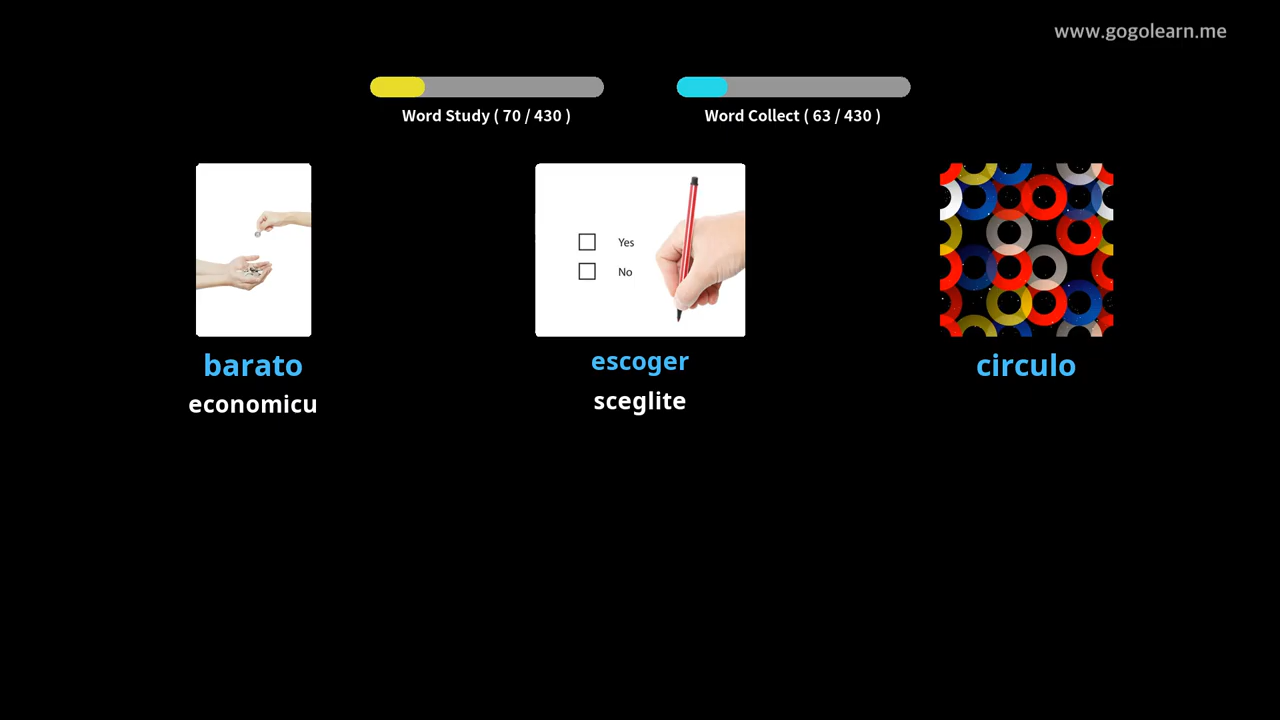 www.gogolearn.me
Word Study ( 70 / 430 )
Word Collect ( 63 / 430 )
Yes
No
barato
escoger
circulo
economicu
sceglite